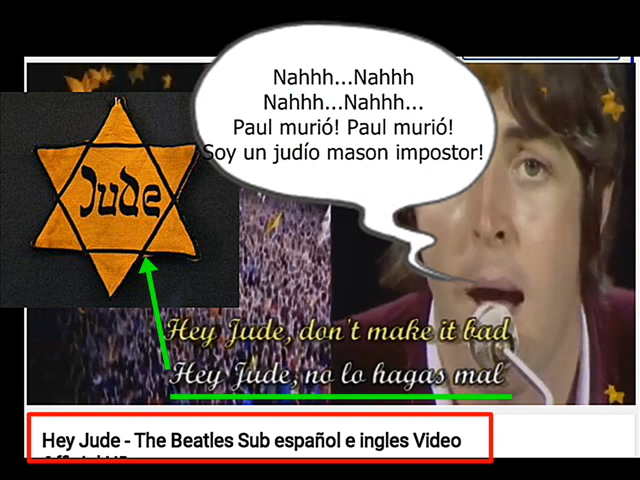 Nahhh...Nahhh
Nahhh...Nahhh...
Paul murió! Paul murió!
Soy un judío mason impostor!
Jude
Hey Jude, don't make it bad
Hey Jude, no lo hagas mal
Hey Jude - The Beatles Sub español e ingles Video